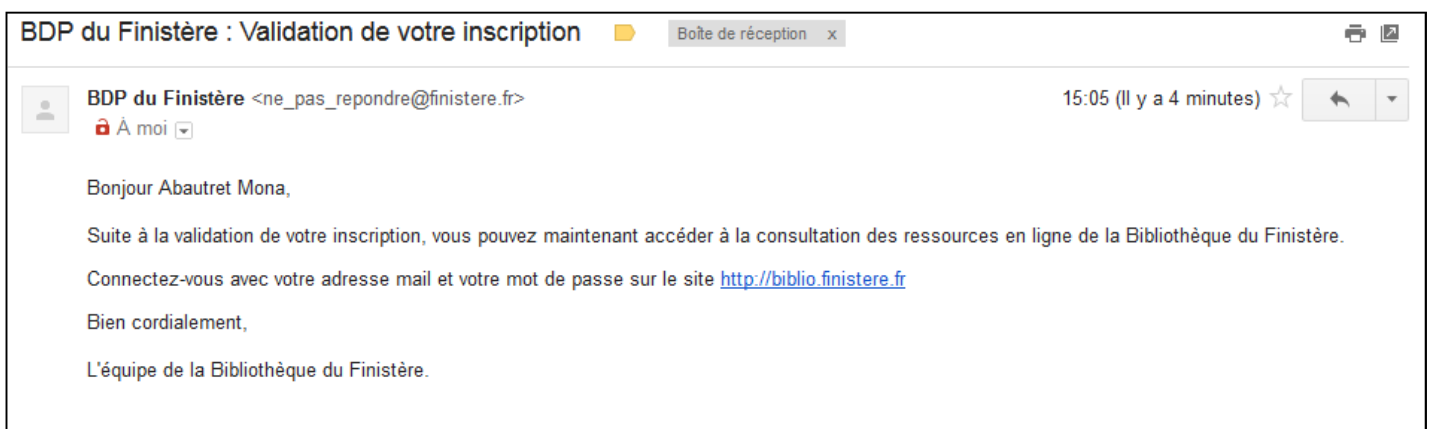 BDP du Finistère : Validation de votre inscription Boîte de réception x
BDP du Finistère <ne_pas_repondre@finistere.fr> 15:05 (Il y a 4 minutes)
À moi
Bonjour Abautret Mona,
Suite à la validation de votre inscription, vous pouvez maintenant accéder à la consultation des ressources en ligne de la Bibliothèque du Finistère.
Connectez-vous avec votre adresse mail et votre mot de passe sur le site http://biblio.finistere.fr
Bien cordialement,
L'équipe de la Bibliothèque du Finistère.